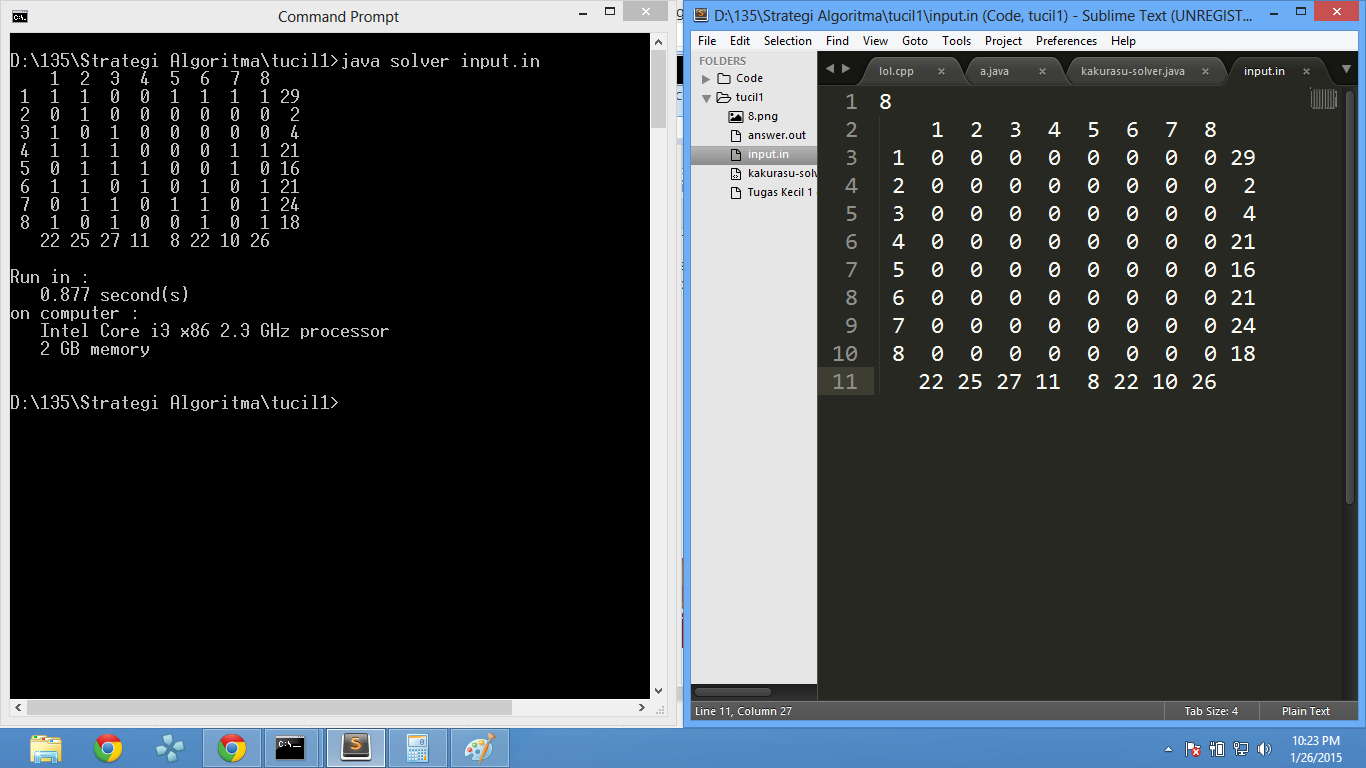 Command Prompt
D:\135\Strategi Algoritma\tucil1>java solver input.in
1 2 3 4 5 6 7 8
1 1 1 0 0 1 1 1 1 29
2 0 1 0 0 0 0 0 0 2
3 1 0 1 0 0 0 0 0 4
4 1 1 1 0 0 0 1 1 21
5 0 1 1 1 0 0 1 0 16
6 1 1 0 1 0 1 0 1 21
7 0 1 1 0 1 1 0 1 24
8 1 0 1 0 0 1 0 1 18
22 25 27 11 8 22 10 26
Run in :
0.877 second(s)
on computer :
Intel Core i3 x86 2.3 GHz processor
2 GB memory
D:\135\Strategi Algoritma\tucil1>
D:\135\Strategi Algoritma\tucil1\input.in (Code, tucil1) - Sublime Text (UNREGIST...
File Edit Selection Find View Goto Tools Project Preferences Help
FOLDERS
Code
tucil1
8.png
answer.out
input.in
kakurasu-solv
Tugas Kecil 1
lol.cpp a.java kakurasu-solver.java input.in
1 8
2 1 2 3 4 5 6 7 8
3 1 0 0 0 0 0 0 0 0 29
4 2 0 0 0 0 0 0 0 0 2
5 3 0 0 0 0 0 0 0 0 4
6 4 0 0 0 0 0 0 0 0 21
7 5 0 0 0 0 0 0 0 0 16
8 6 0 0 0 0 0 0 0 0 21
9 7 0 0 0 0 0 0 0 0 24
10 8 0 0 0 0 0 0 0 0 18
11 22 25 27 11 8 22 10 26
Line 11, Column 27 Tab Size: 4 Plain Text
10:23 PM
1/26/2015